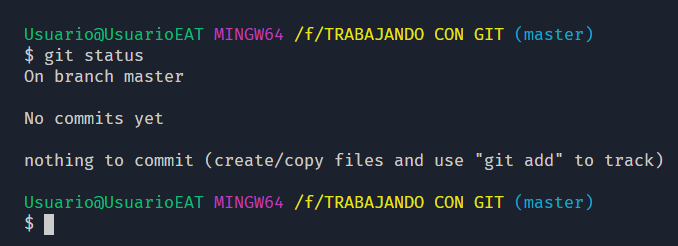 Usuario@UsuarioEAT MINGW64 /f/TRABAJANDO CON GIT (master)
$ git status
On branch master
No commits yet
nothing to commit (create/copy files and use "git add" to track)
Usuario@UsuarioEAT MINGW64 /f/TRABAJANDO CON GIT (master)
$